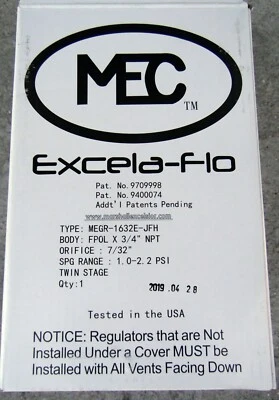 MEC
TM
Excela-flo
Pat. No.9709998
Pat. No.9400074
Addt'l Patents Pending
www.marshallexcelsior.com
TYPE: MEGR-1632E-JFH
BODY: FPOL X 3/4" NPT
ORIFICE : 7/32"
SPG RANGE : 1.0-2.2 PSI
TWIN STAGE
Qty:1 2019.04 28
Tested in the USA
NOTICE: Regulators that are Not
Installed Under a Cover MUST be
Installed with All Vents Facing Down